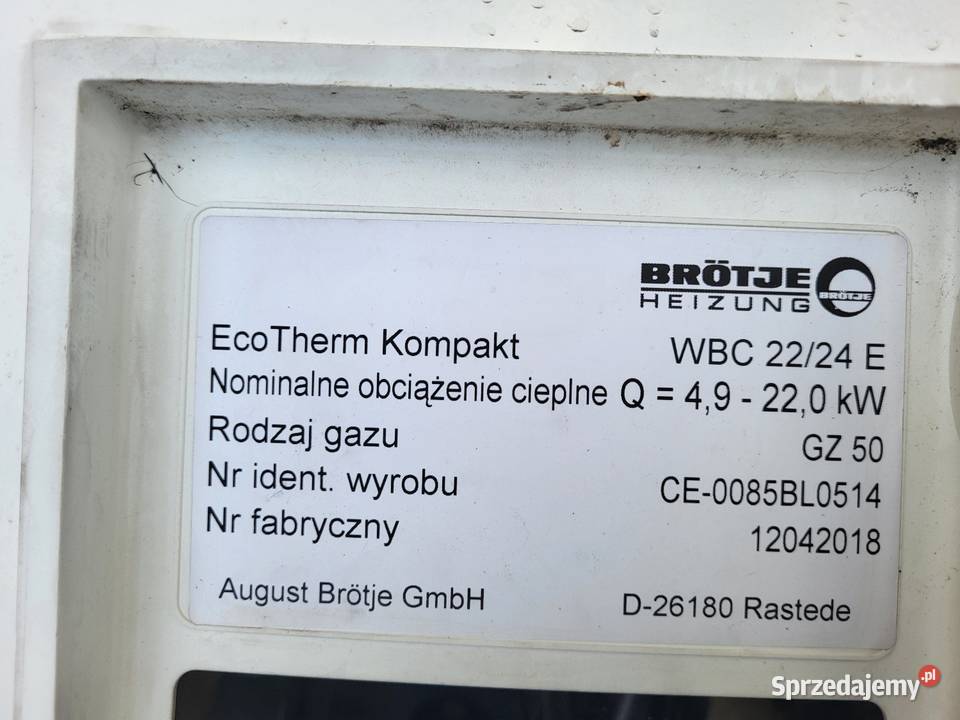 BRÖTJE
HEIZUNG
BRÖTJE
EcoTherm Kompakt WBC 22/24 E
Nominalne obciążenie cieplne Q = 4,9 - 22,0 kW
Rodzaj gazu GZ 50
Nr ident. wyrobu CE-0085BL0514
Nr fabryczny 12042018
August Brötje GmbH D-26180 Rastede
Sprzedajemy.pl